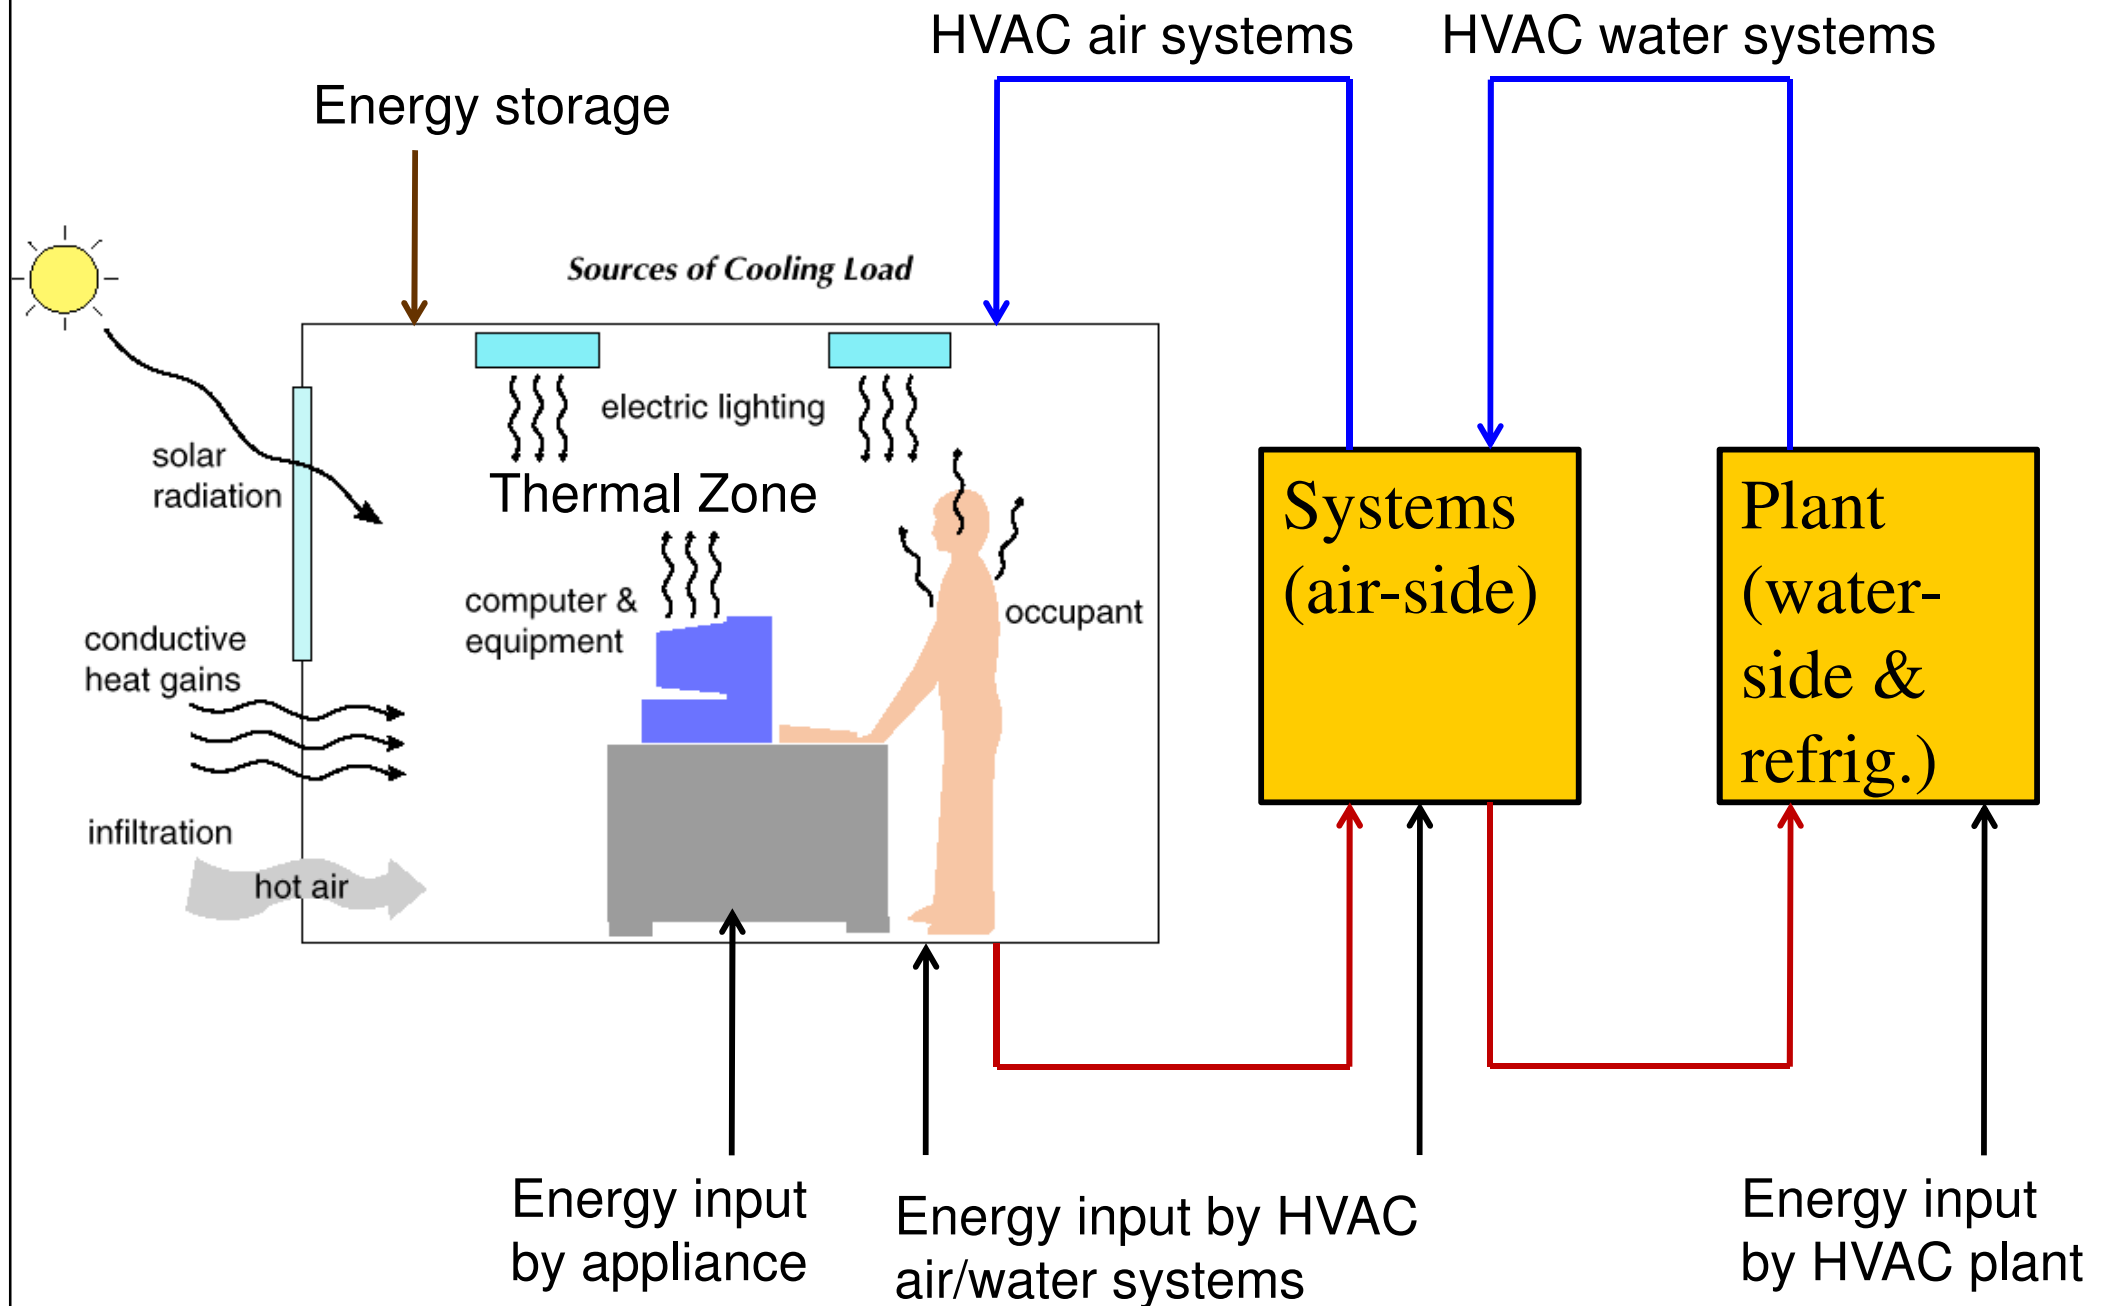 HVAC air systems
HVAC water systems
Energy storage
Sources of Cooling Load
electric lighting
solar
radiation
Thermal Zone
Systems
(air-side)
Plant
(water-
side &
refrig.)
computer &
equipment
occupant
conductive
heat gains
infiltration
hot air
Energy input
by appliance
Energy input by HVAC
air/water systems
Energy input
by HVAC plant